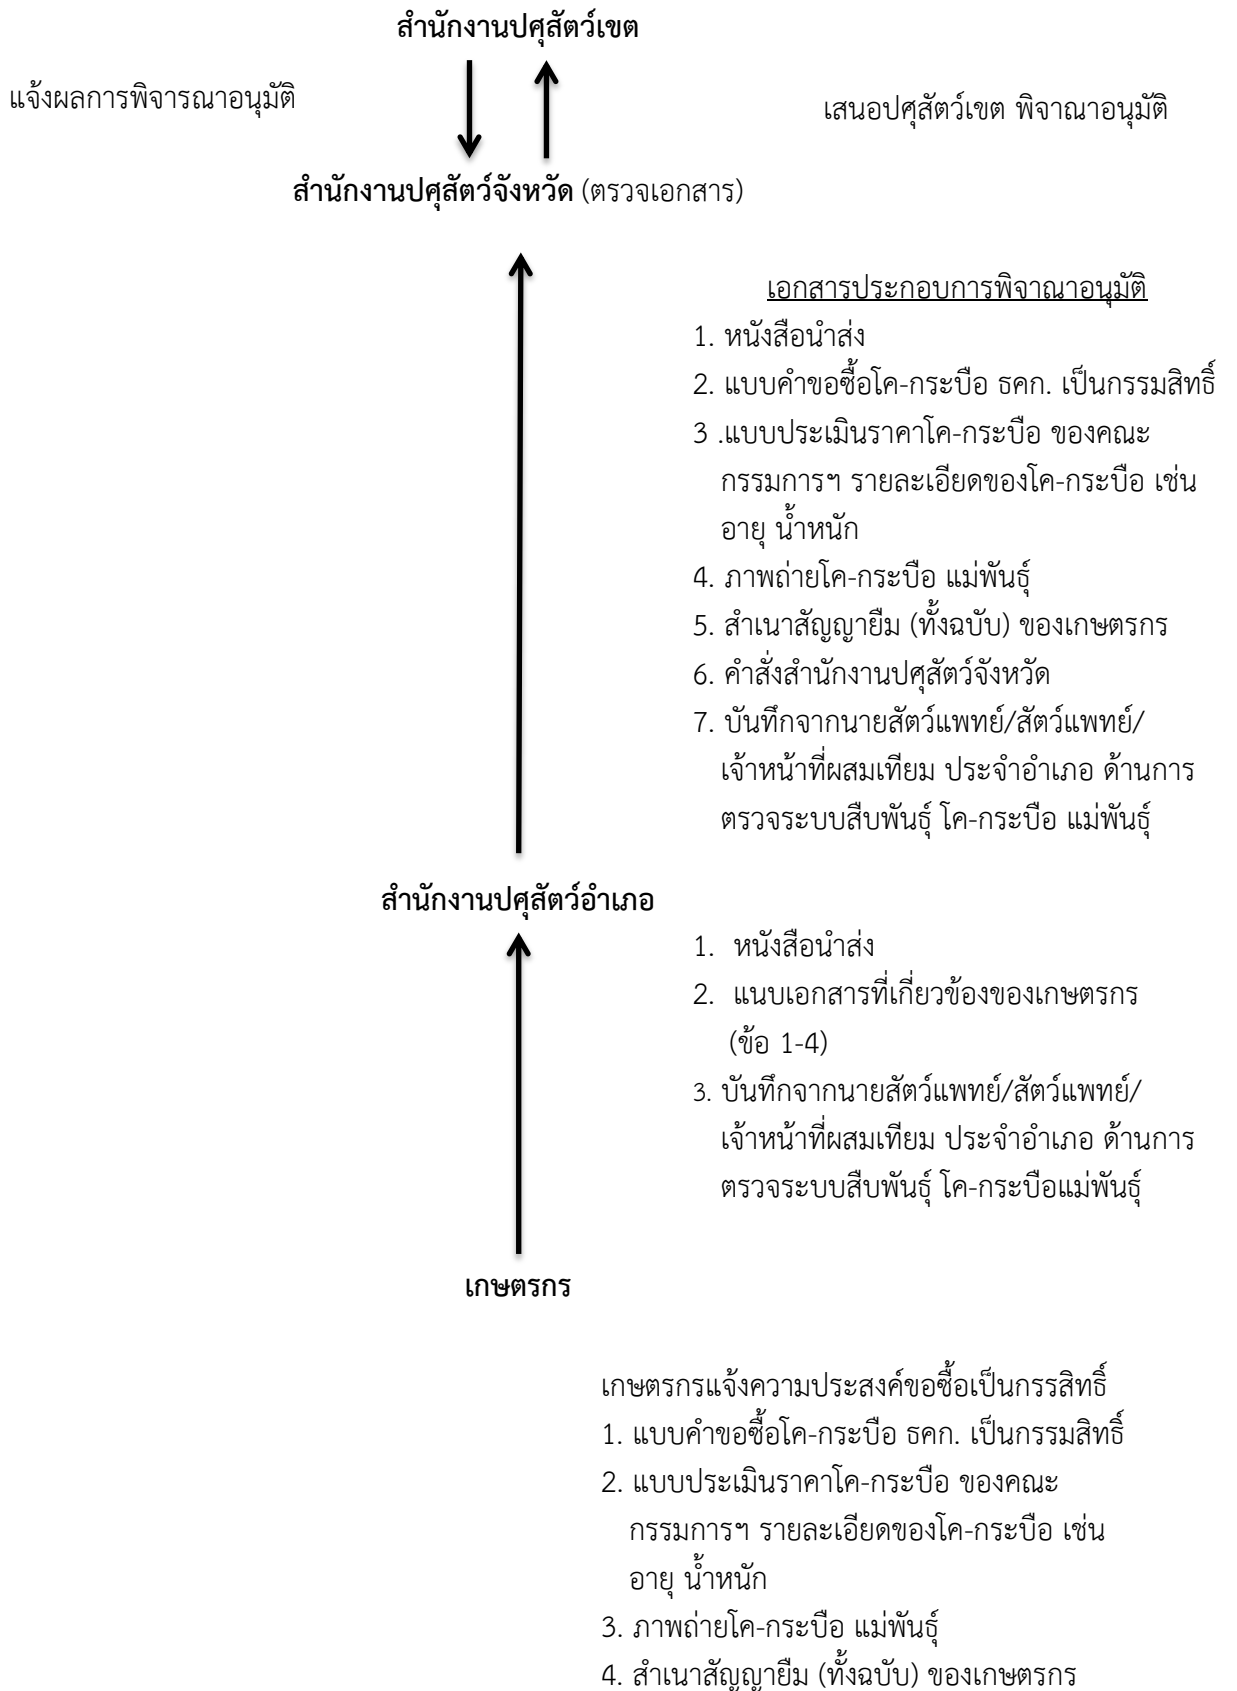 สำนักงานปศุสัตว์เขต
แจ้งผลการพิจารณาอนุมัติ
เสนอปศุสัตว์เขต พิจาณาอนุมัติ
สำนักงานปศุสัตว์จังหวัด (ตรวจเอกสาร)
เอกสารประกอบการพิจาณาอนุมัติ
1. หนังสือนำส่ง
2. แบบคำขอซื้อโค-กระบือ ธคก. เป็นกรรมสิทธิ์
3 .แบบประเมินราคาโค-กระบือ ของคณะ
กรรมการฯ รายละเอียดของโค-กระบือ เช่น
อายุ น้ำหนัก
4. ภาพถ่ายโค-กระบือ แม่พันธุ์
5. สำเนาสัญญายืม (ทั้งฉบับ) ของเกษตรกร
6. คำสั่งสำนักงานปศุสัตว์จังหวัด
7. บันทึกจากนายสัตว์แพทย์/สัตว์แพทย์/
เจ้าหน้าที่ผสมเทียม ประจำอำเภอ ด้านการ
ตรวจระบบสืบพันธุ์ โค-กระบือ แม่พันธุ์
สำนักงานปศุสัตว์อำเภอ
1. หนังสือนำส่ง
2. แนบเอกสารที่เกี่ยวข้องของเกษตรกร
(ข้อ 1-4)
3. บันทึกจากนายสัตว์แพทย์/สัตว์แพทย์/
เจ้าหน้าที่ผสมเทียม ประจำอำเภอ ด้านการ
ตรวจระบบสืบพันธุ์ โค-กระบือแม่พันธุ์
เกษตรกร
เกษตรกรแจ้งความประสงค์ขอซื้อเป็นกรรสิทธิ์
1. แบบคำขอซื้อโค-กระบือ ธคก. เป็นกรรมสิทธิ์
2. แบบประเมินราคาโค-กระบือ ของคณะ
กรรมการฯ รายละเอียดของโค-กระบือ เช่น
อายุ น้ำหนัก
3. ภาพถ่ายโค-กระบือ แม่พันธุ์
4. สำเนาสัญญายืม (ทั้งฉบับ) ของเกษตรกร